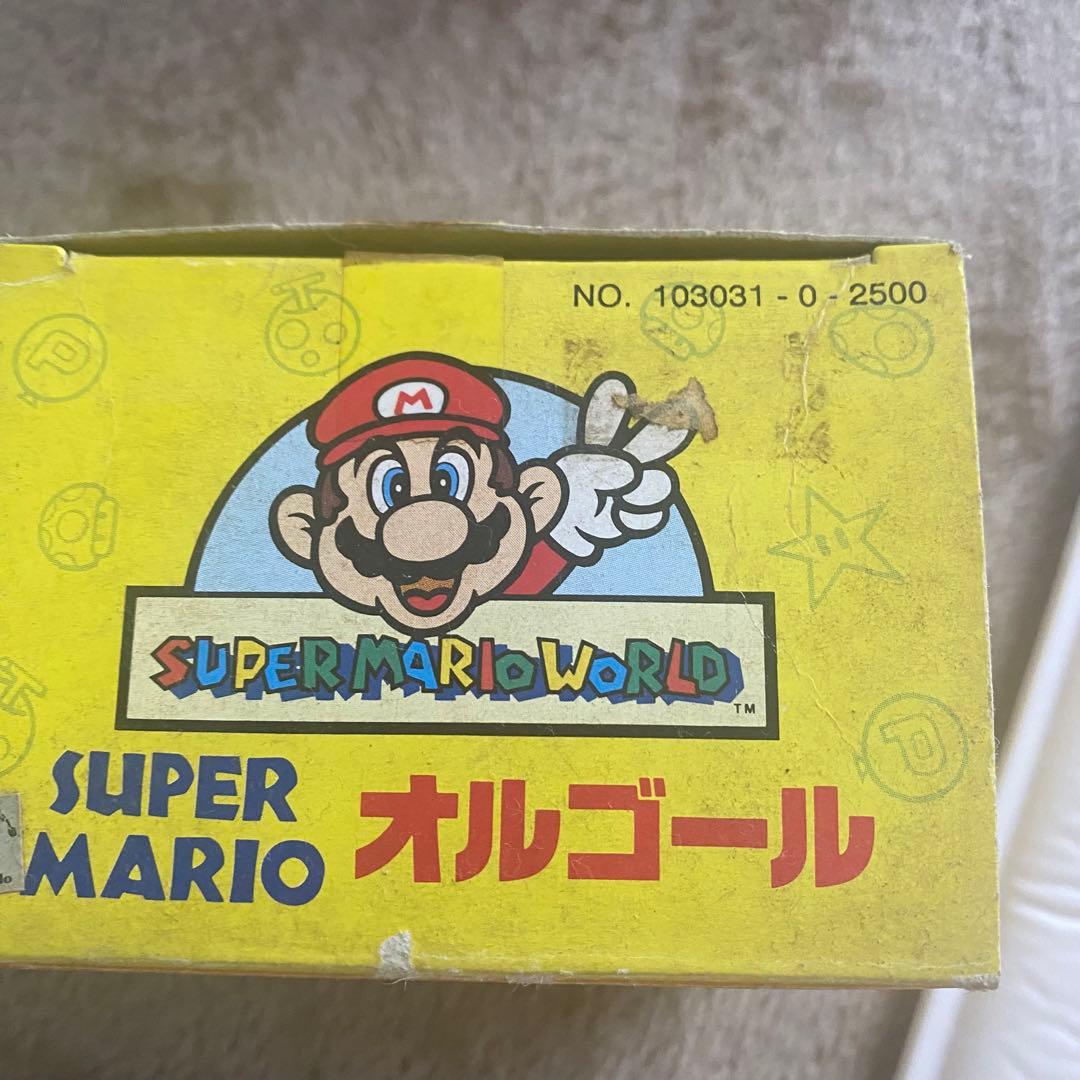 NO. 103031 - 0 - 2500
M
SUPER MARIO WORLD
TM
SUPER
MARIO
オルゴール
P
P